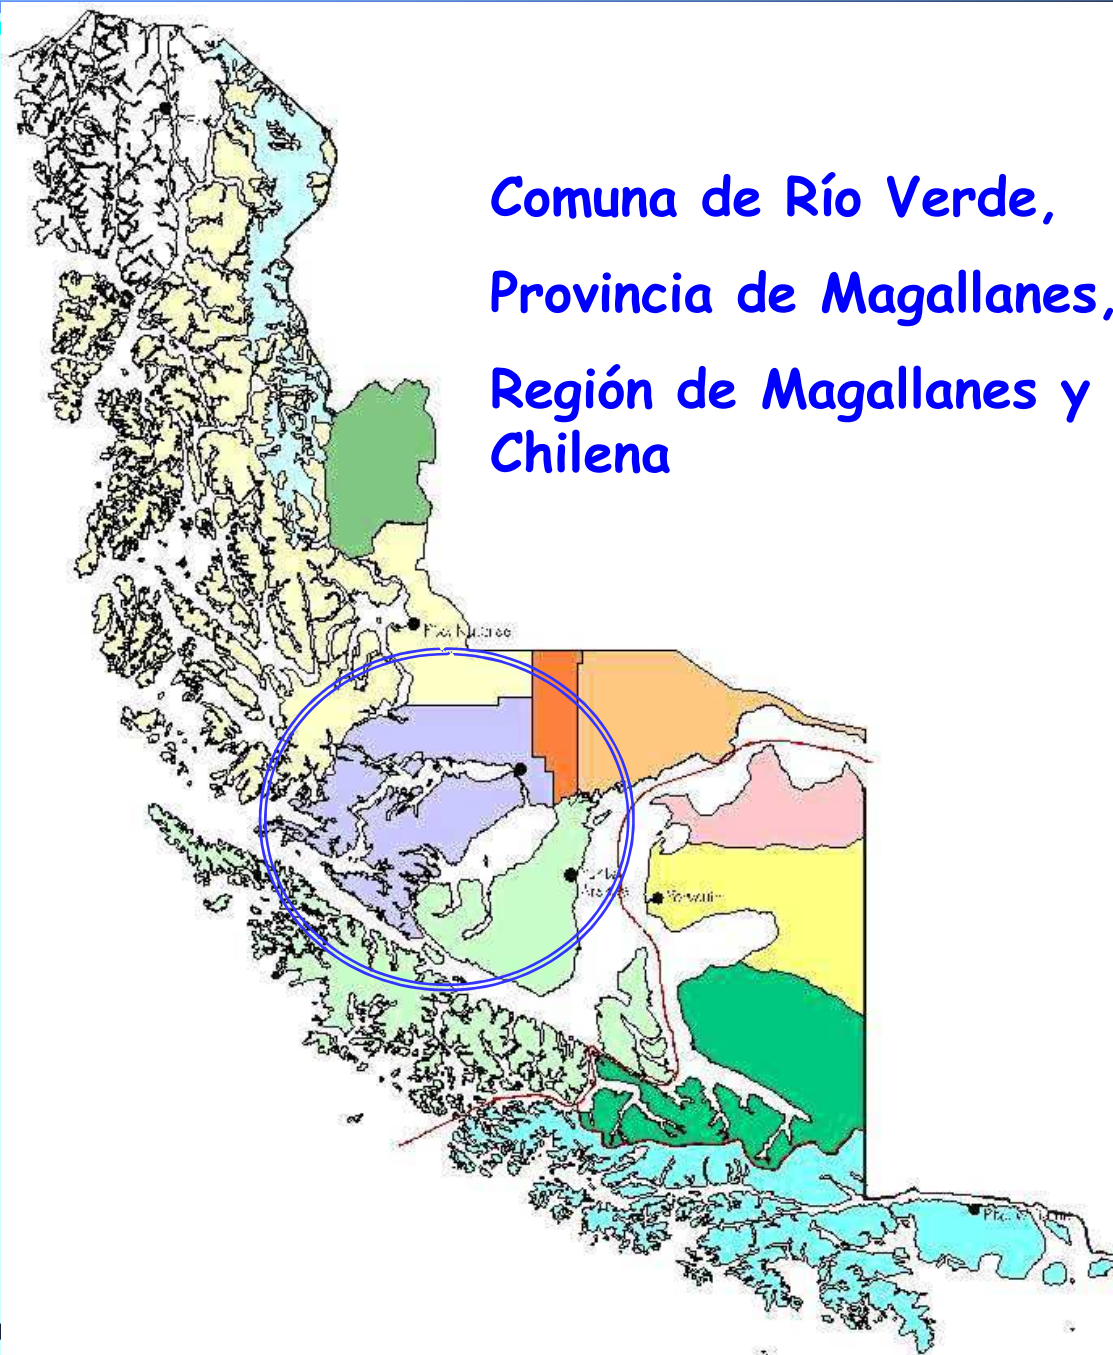 Comuna de Río Verde,
Provincia de Magallanes,
Región de Magallanes y
Chilena